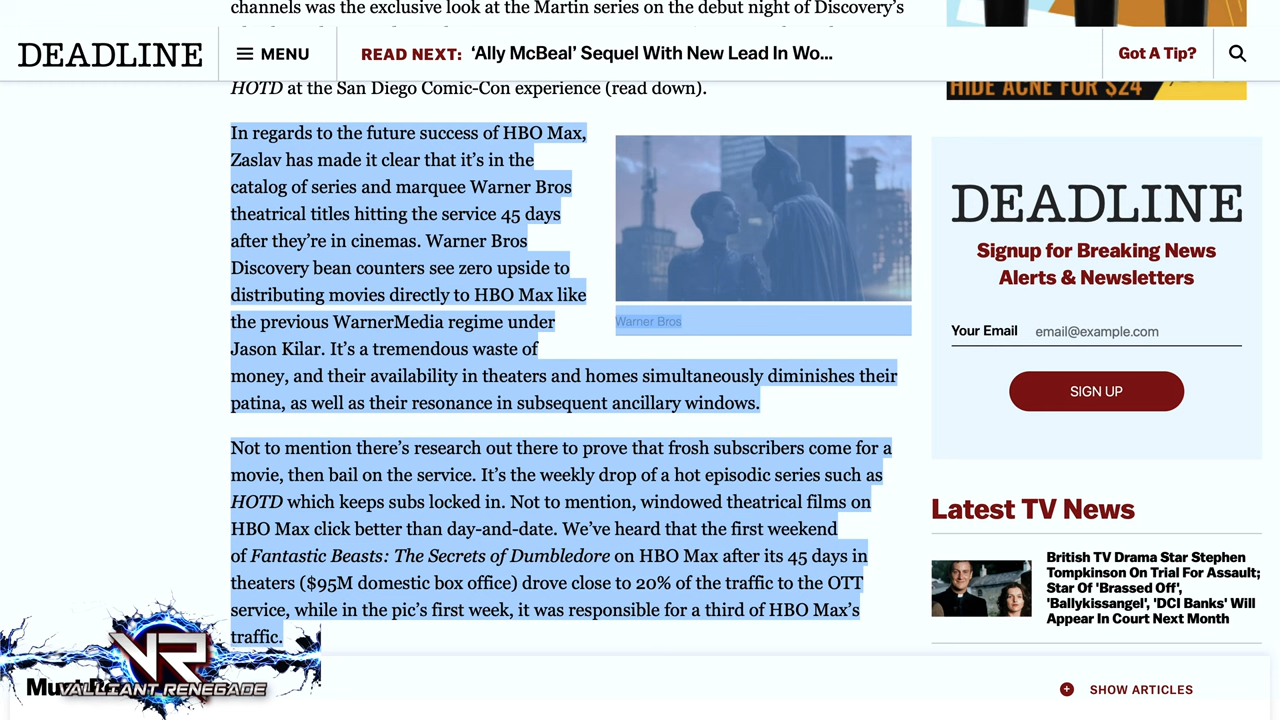 channels was the exclusive look at the Martin series on the debut night of Discovery’s
DEADLINE
MENU
READ NEXT: ‘Ally McBeal’ Sequel With New Lead In Wo...
Got A Tip?
HIDE ACNE FOR $24
HOTD at the San Diego Comic-Con experience (read down).
In regards to the future success of HBO Max,
Zaslav has made it clear that it’s in the
catalog of series and marquee Warner Bros
theatrical titles hitting the service 45 days
after they’re in cinemas. Warner Bros
Discovery bean counters see zero upside to
distributing movies directly to HBO Max like
the previous WarnerMedia regime under
Jason Kilar. It’s a tremendous waste of
money, and their availability in theaters and homes simultaneously diminishes their
patina, as well as their resonance in subsequent ancillary windows.
Warner Bros
Not to mention there’s research out there to prove that frosh subscribers come for a
movie, then bail on the service. It’s the weekly drop of a hot episodic series such as
HOTD which keeps subs locked in. Not to mention, windowed theatrical films on
HBO Max click better than day-and-date. We’ve heard that the first weekend
of Fantastic Beasts: The Secrets of Dumbledore on HBO Max after its 45 days in
theaters ($95M domestic box office) drove close to 20% of the traffic to the OTT
service, while in the pic’s first week, it was responsible for a third of HBO Max’s
traffic.
DEADLINE
Signup for Breaking News
Alerts & Newsletters
Your Email email@example.com
SIGN UP
Latest TV News
British TV Drama Star Stephen
Tompkinson On Trial For Assault;
Star Of 'Brassed Off',
'Ballykissangel', 'DCI Banks' Will
Appear In Court Next Month
VR
VALLIANT RENEGADE
SHOW ARTICLES